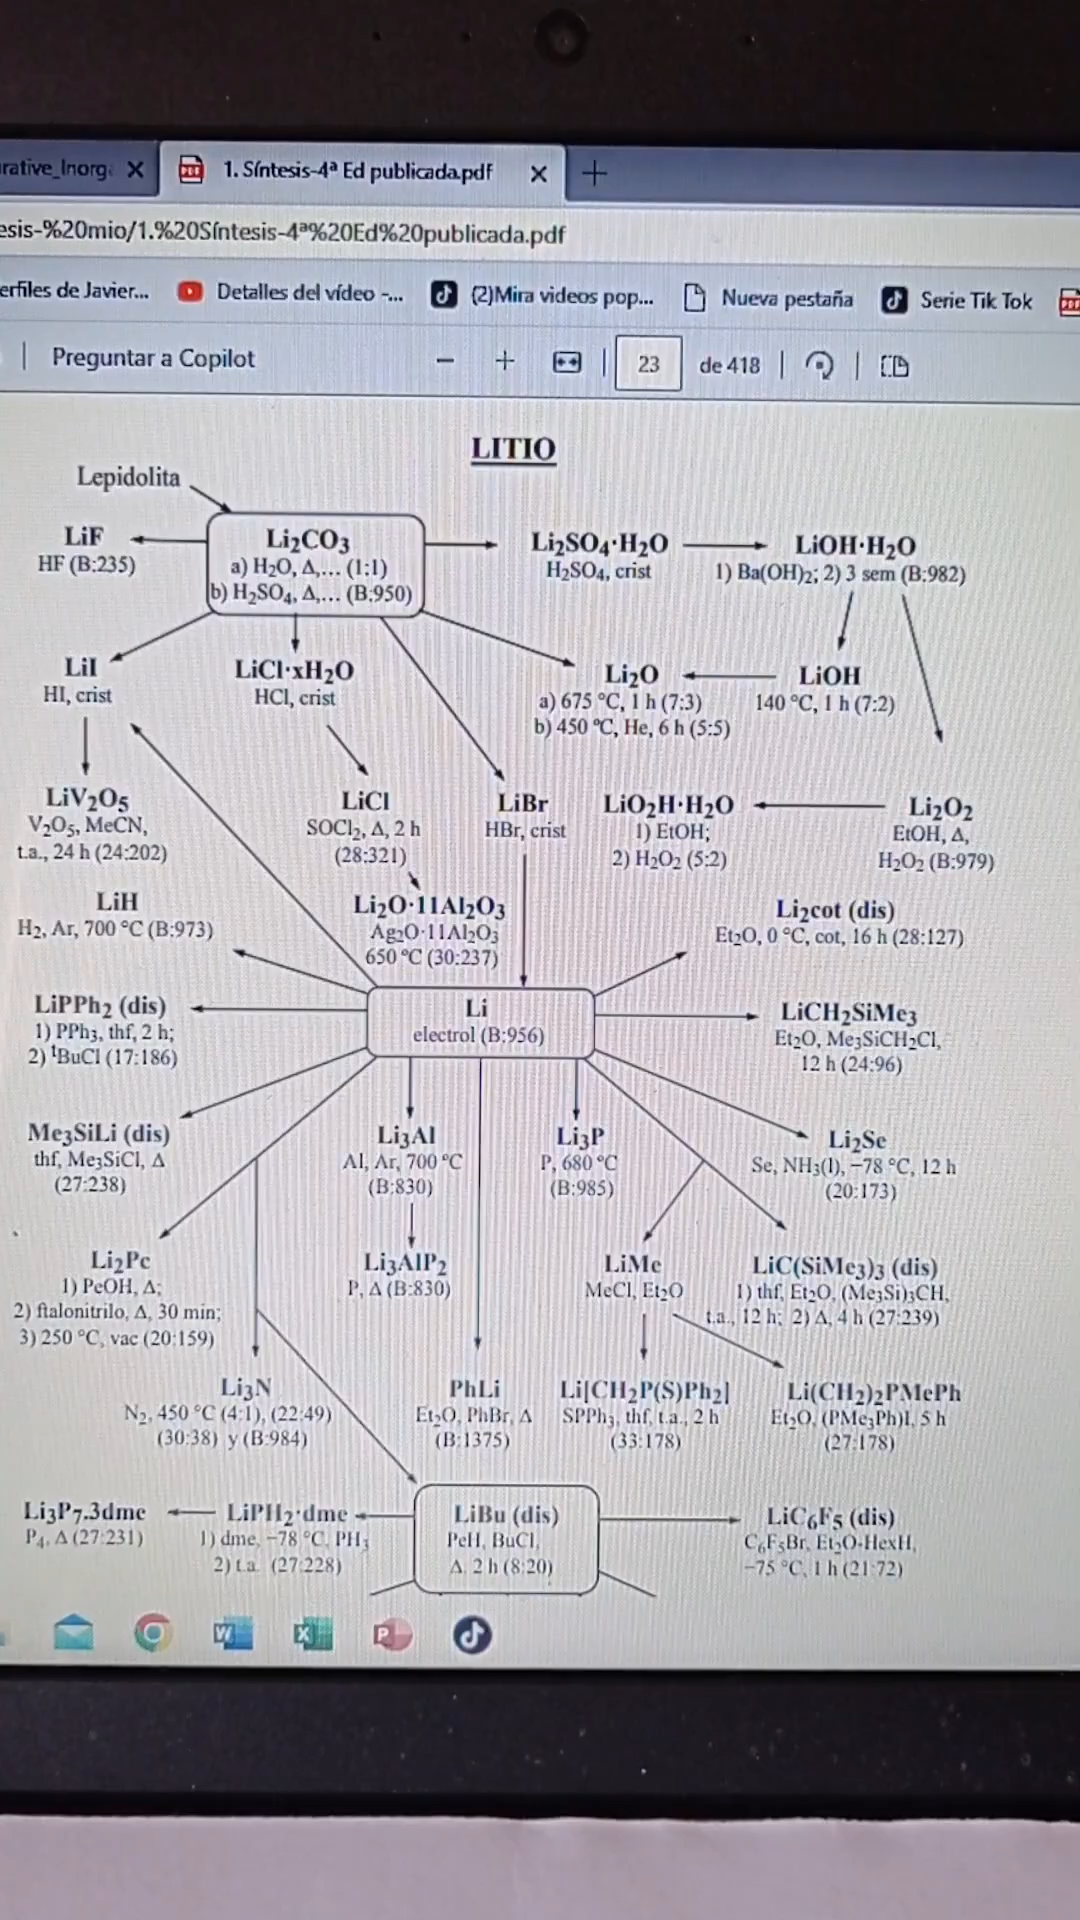 1. Síntesis-4ª Ed publicada.pdf
esis-%20mio/1.%20Síntesis-4ª%20Ed%20publicada.pdf
erfiles de Javier...
Detalles del vídeo -...
(2)Mira videos pop...
Nueva pestaña
Serie Tik Tok
Preguntar a Copilot
23
de 418
LITIO
Lepidolita
LiF
HF (B:235)
Li2CO3
a) H2O, Δ,... (1:1)
b) H2SO4, Δ,... (B:950)
Li2SO4·H2O
H2SO4, crist
LiOH·H2O
1) Ba(OH)2; 2) 3 sem (B:982)
LiI
HI, crist
LiCl·xH2O
HCl, crist
Li2O
a) 675 °C, 1 h (7:3)
b) 450 °C, He, 6 h (5:5)
LiOH
140 °C, 1 h (7:2)
LiV2O5
V2O5, MeCN,
t.a., 24 h (24:202)
LiCl
SOCl2, Δ, 2 h
(28:321)
LiBr
HBr, crist
LiO2H·H2O
1) EtOH;
2) H2O2 (5:2)
Li2O2
EtOH, Δ,
H2O2 (B:979)
LiH
H2, Ar, 700 °C (B:973)
Li2O·11Al2O3
Ag2O·11Al2O3
650 °C (30:237)
Li2cot (dis)
Et2O, 0 °C, cot, 16 h (28:127)
LiPPh2 (dis)
1) PPh3, thf, 2 h;
2) tBuCl (17:186)
Li
electrol (B:956)
LiCH2SiMe3
Et2O, Me3SiCH2Cl,
12 h (24:96)
Me3SiLi (dis)
thf, Me3SiCl, Δ
(27:238)
Li3Al
Al, Ar, 700 °C
(B:830)
Li3P
P, 680 °C
(B:985)
Li2Se
Se, NH3(l), −78 °C, 12 h
(20:173)
Li2Pc
1) PeOH, Δ;
2) ftalonitrilo, Δ, 30 min;
3) 250 °C, vac (20:159)
Li3AlP2
P, Δ (B:830)
LiMe
MeCl, Et2O
LiC(SiMe3)3 (dis)
1) thf, Et2O, (Me3Si)3CH,
t.a., 12 h; 2) Δ, 4 h (27:239)
Li3N
N2, 450 °C (4:1), (22:49)
(30:38) y (B:984)
PhLi
Et2O, PhBr, Δ
(B:1375)
Li[CH2P(S)Ph2]
SPPh3, thf, t.a., 2 h
(33:178)
Li(CH2)2PMePh
Et2O, (PMe3Ph)I, 5 h
(27:178)
Li3P7.3dme
P4, Δ (27:231)
LiPH2·dme
1) dme, −78 °C, PH3
2) t.a. (27:228)
LiBu (dis)
PeH, BuCl,
Δ, 2 h (8:20)
LiC6F5 (dis)
C6F5Br, Et2O-HexH,
−75 °C, 1 h (21:72)